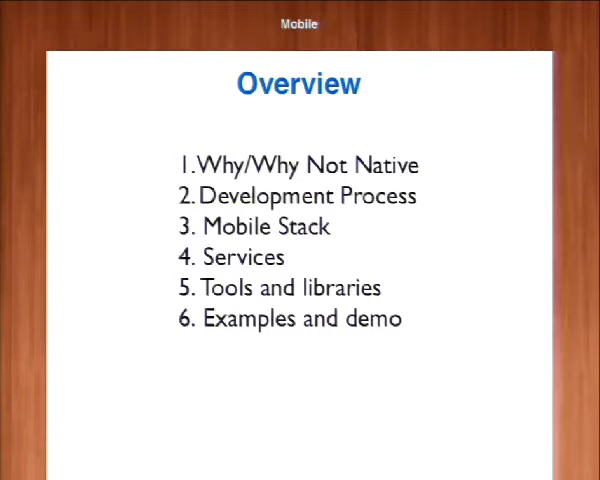 Mobile
Overview
1. Why/Why Not Native
2. Development Process
3. Mobile Stack
4. Services
5. Tools and libraries
6. Examples and demo